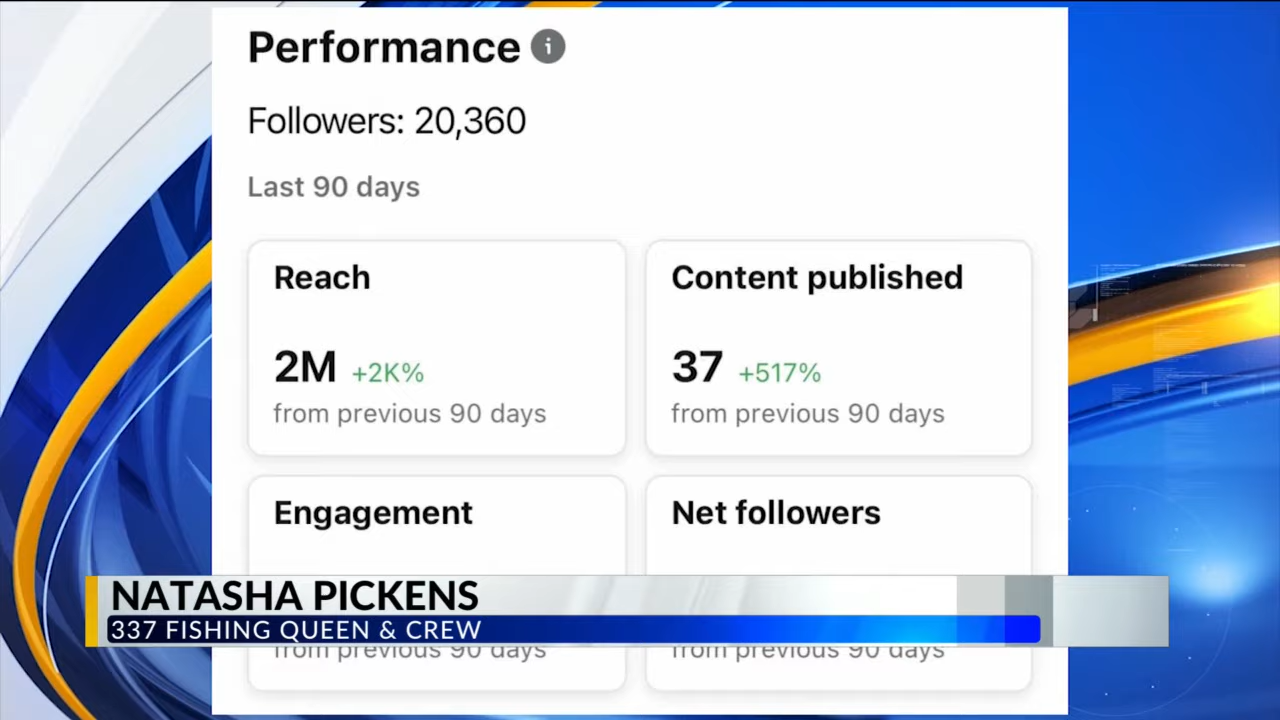 Performance
Followers: 20,360
Last 90 days
Reach
2M +2K%
from previous 90 days
Content published
37 +517%
from previous 90 days
Engagement
Net followers
NATASHA PICKENS
337 FISHING QUEEN & CREW
from previous 90 days
from previous 90 days